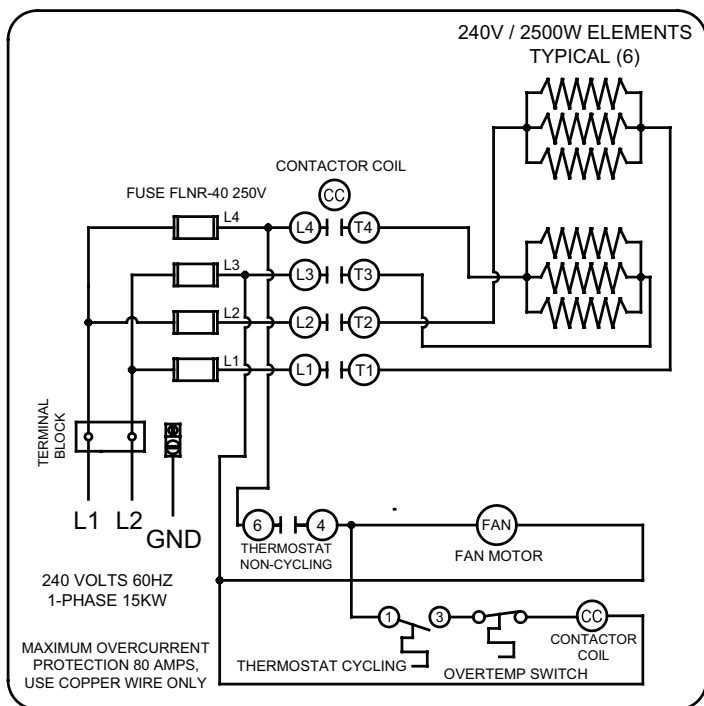 240V / 2500W ELEMENTS
TYPICAL (6)
CONTACTOR COIL
CC
FUSE FLNR-40 250V
L4
L4
T4
L3
L3
T3
L2
L2
T2
L1
L1
T1
TERMINAL
BLOCK
L1 L2
GND
6
4
THERMOSTAT
NON-CYCLING
FAN
FAN MOTOR
240 VOLTS 60HZ
1-PHASE 15KW
1
3
CC
CONTACTOR
COIL
THERMOSTAT CYCLING
OVERTEMP SWITCH
MAXIMUM OVERCURRENT
PROTECTION 80 AMPS,
USE COPPER WIRE ONLY